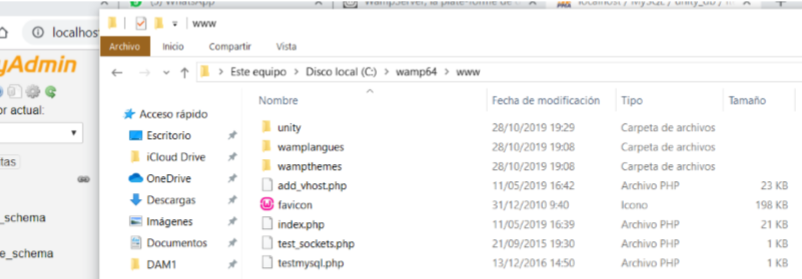 (3) WhatsApp
WampServer, la plate-forme de
localhost / MySQL / unity_db /
localhos
yAdmin
or actual:
tas
_schema
e_schema
www
Archivo Inicio Compartir Vista
Este equipo > Disco local (C:) > wamp64 > www
Nombre Fecha de modificación Tipo Tamaño
Acceso rápido
Escritorio
iCloud Drive
OneDrive
Descargas
Imágenes
Documentos
DAM1
unity 28/10/2019 19:29 Carpeta de archivos
wamplangues 28/10/2019 19:08 Carpeta de archivos
wampthemes 28/10/2019 19:08 Carpeta de archivos
add_vhost.php 11/05/2019 16:42 Archivo PHP 23 KB
favicon 31/12/2010 9:40 Icono 198 KB
index.php 11/05/2019 16:39 Archivo PHP 21 KB
test_sockets.php 21/09/2015 19:30 Archivo PHP 1 KB
testmysql.php 13/12/2016 14:50 Archivo PHP 1 KB